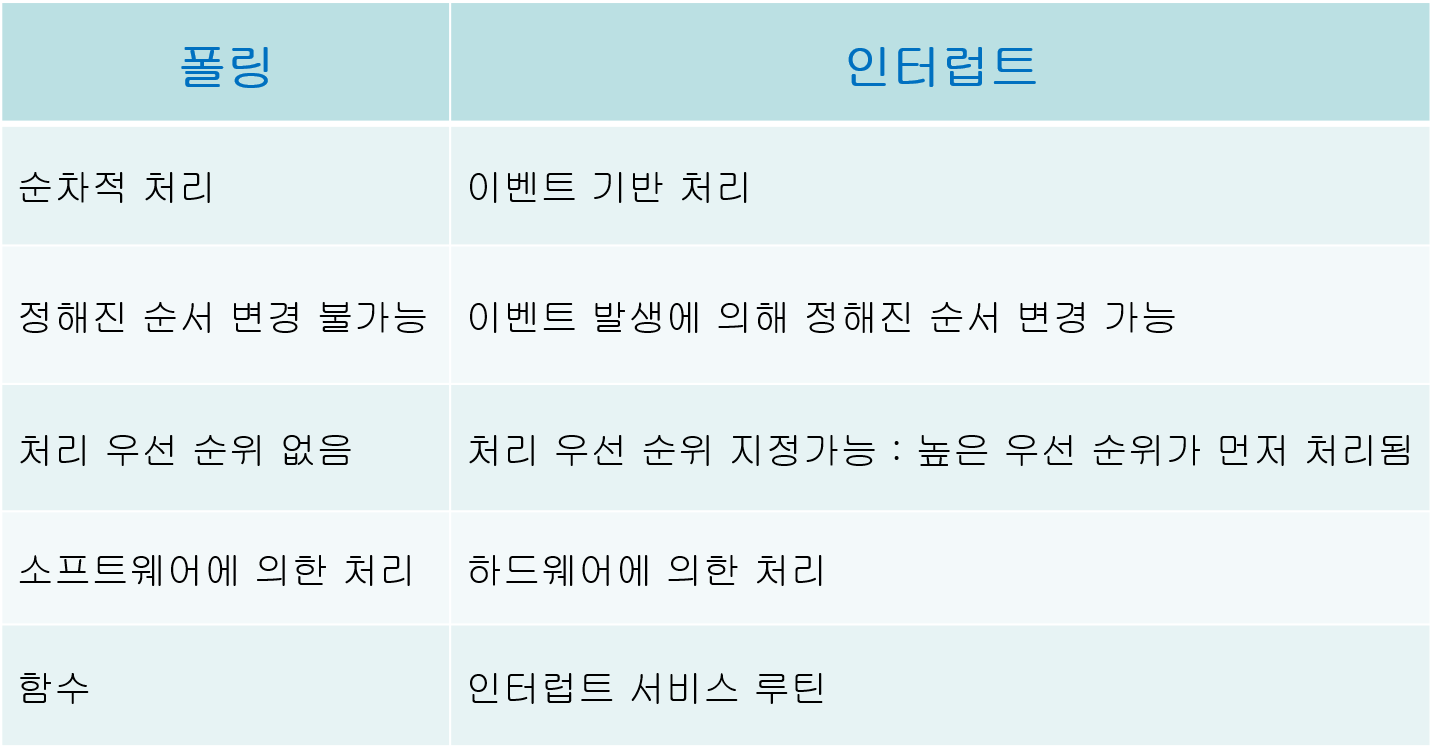 폴링 인터럽트
순차적 처리 이벤트 기반 처리
정해진 순서 변경 불가능 이벤트 발생에 의해 정해진 순서 변경 가능
처리 우선 순위 없음 처리 우선 순위 지정가능 : 높은 우선 순위가 먼저 처리됨
소프트웨어에 의한 처리 하드웨어에 의한 처리
함수 인터럽트 서비스 루틴